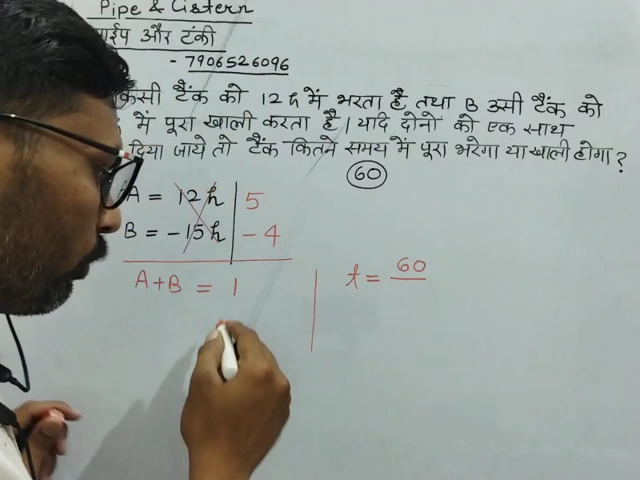 Pipe & Cistern
पाईप और टंकी
- 7906526096
किसी टैंक को 12 h में भरता है तथा B उसी टैंक को
में पूरा खाली करता है। यदि दोनों को एक साथ
दिया जाये तो टैंक कितने समय में पूरा भरेगा या खाली होगा?
60
A = 12 h 5
B = -15 h -4
A+B = 1
t = 60